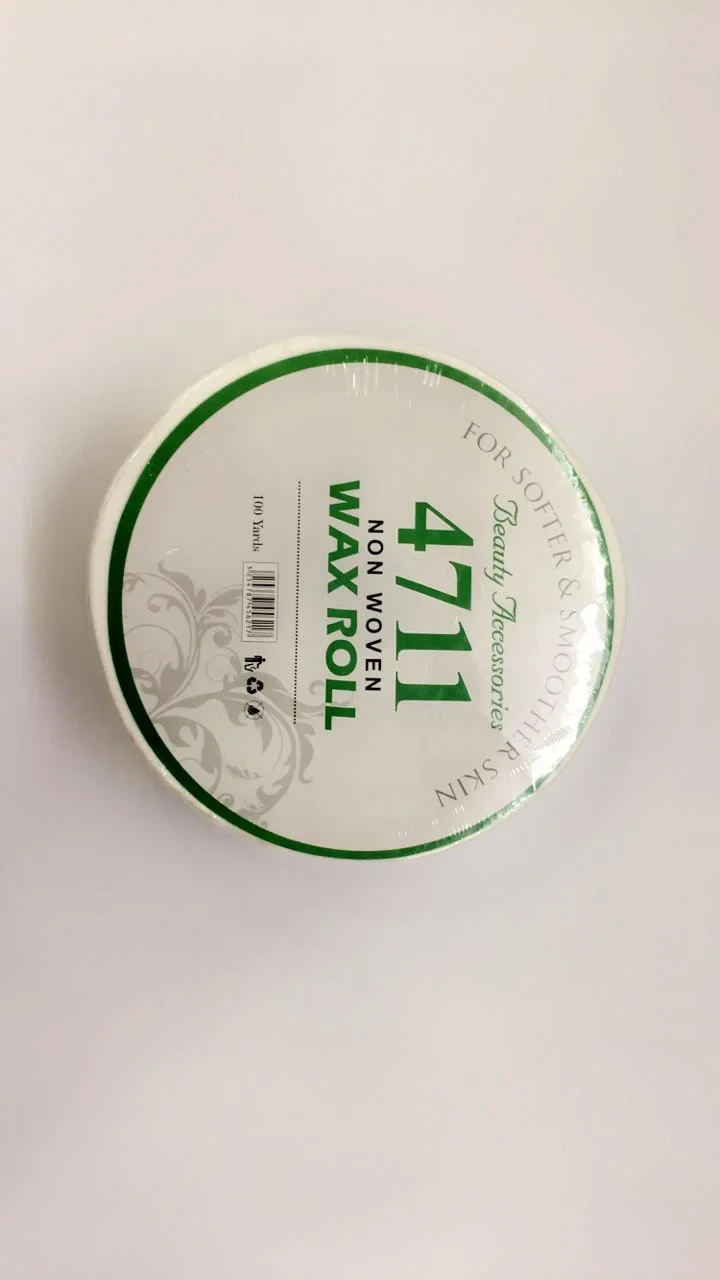 FOR SOFTER & SMOOTHER SKIN
Beauty Accessories
4711
NON WOVEN
WAX ROLL
100 Yards